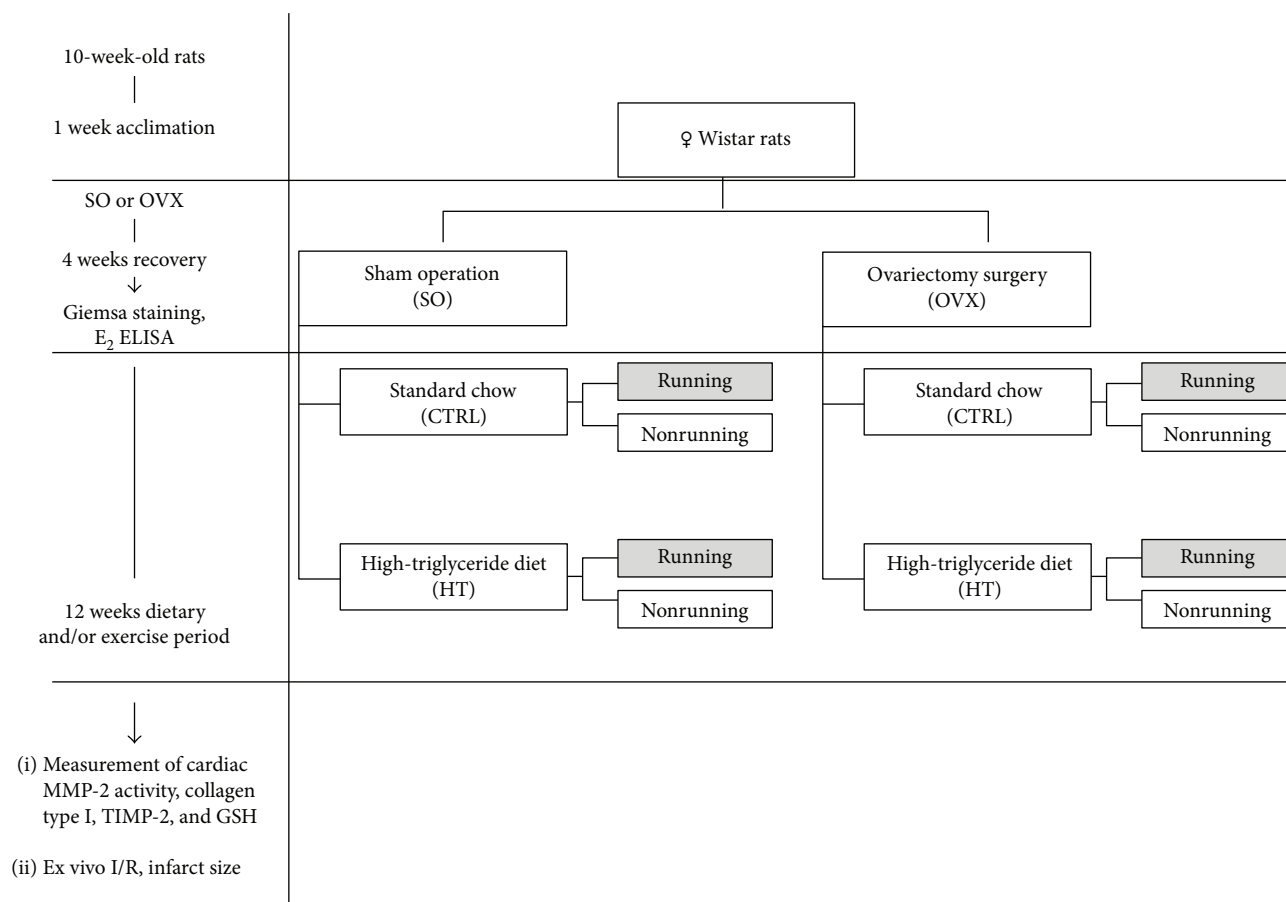 10-week-old rats
1 week acclimation
♀ Wistar rats
SO or OVX
4 weeks recovery
Giemsa staining,
E₂ ELISA
Sham operation
(SO)
Ovariectomy surgery
(OVX)
Standard chow
(CTRL)
Running
Nonrunning
Standard chow
(CTRL)
Running
Nonrunning
High-triglyceride diet
(HT)
Running
Nonrunning
High-triglyceride diet
(HT)
Running
Nonrunning
12 weeks dietary
and/or exercise period
(i) Measurement of cardiac
MMP-2 activity, collagen
type I, TIMP-2, and GSH
(ii) Ex vivo I/R, infarct size